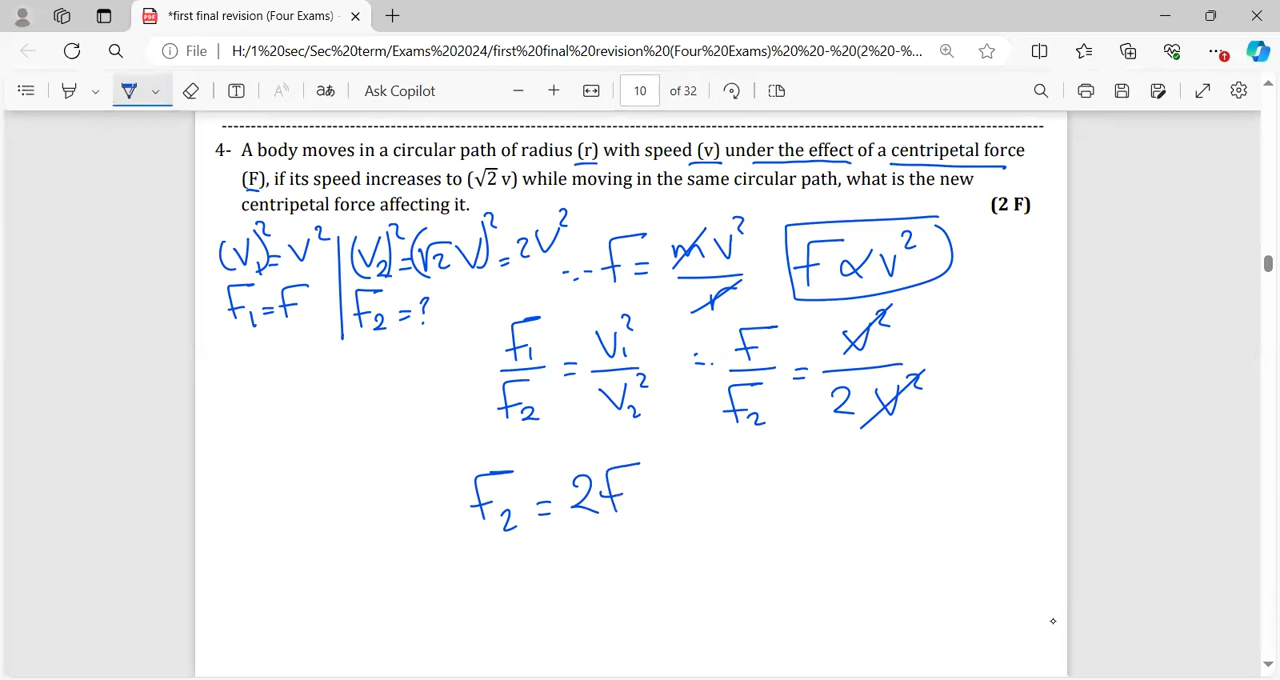 *first final revision (Four Exams) -
File H:/1%20sec/Sec%20term/Exams%202024/first%20final%20revision%20(Four%20Exams)%20%20-%20(2%20-%...
Ask Copilot 10 of 32
4- A body moves in a circular path of radius (r) with speed (v) under the effect of a centripetal force
(F), if its speed increases to (√2 v) while moving in the same circular path, what is the new
centripetal force affecting it. (2 F)
(V₁)² = V² | (V₂)² = (√2 V)² = 2V² ∵ F = mv²/r F ∝ v²
F₁ = F | F₂ = ?
F₁/F₂ = V₁²/V₂² ∴ F/F₂ = V²/2V²
F₂ = 2F